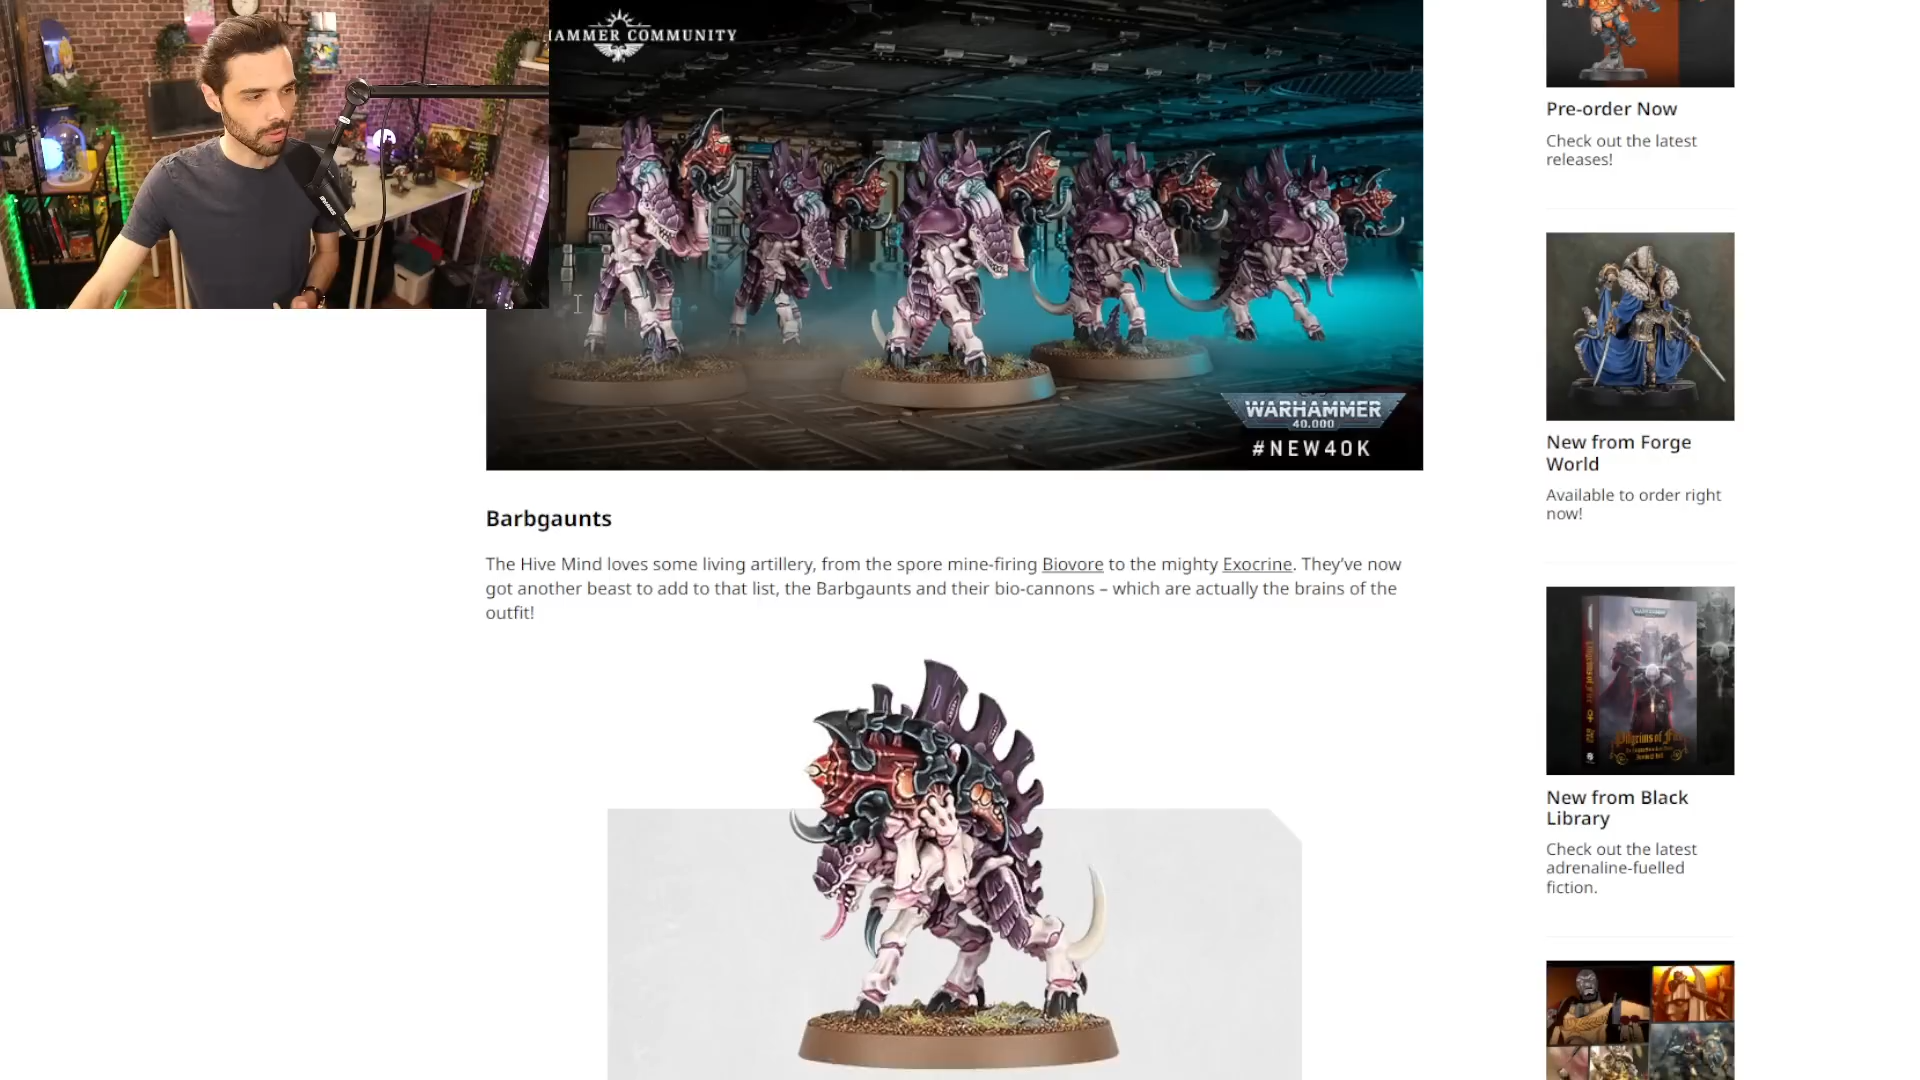 HAMMER COMMUNITY
WARHAMMER
40,000
#NEW40K
Barbgaunts
The Hive Mind loves some living artillery, from the spore mine-firing Biovore to the mighty Exocrine. They’ve now
got another beast to add to that list, the Barbgaunts and their bio-cannons – which are actually the brains of the
outfit!
Pre-order Now
Check out the latest
releases!
New from Forge
World
Available to order right
now!
Pilgrims of Fire
New from Black
Library
Check out the latest
adrenaline-fuelled
fiction.